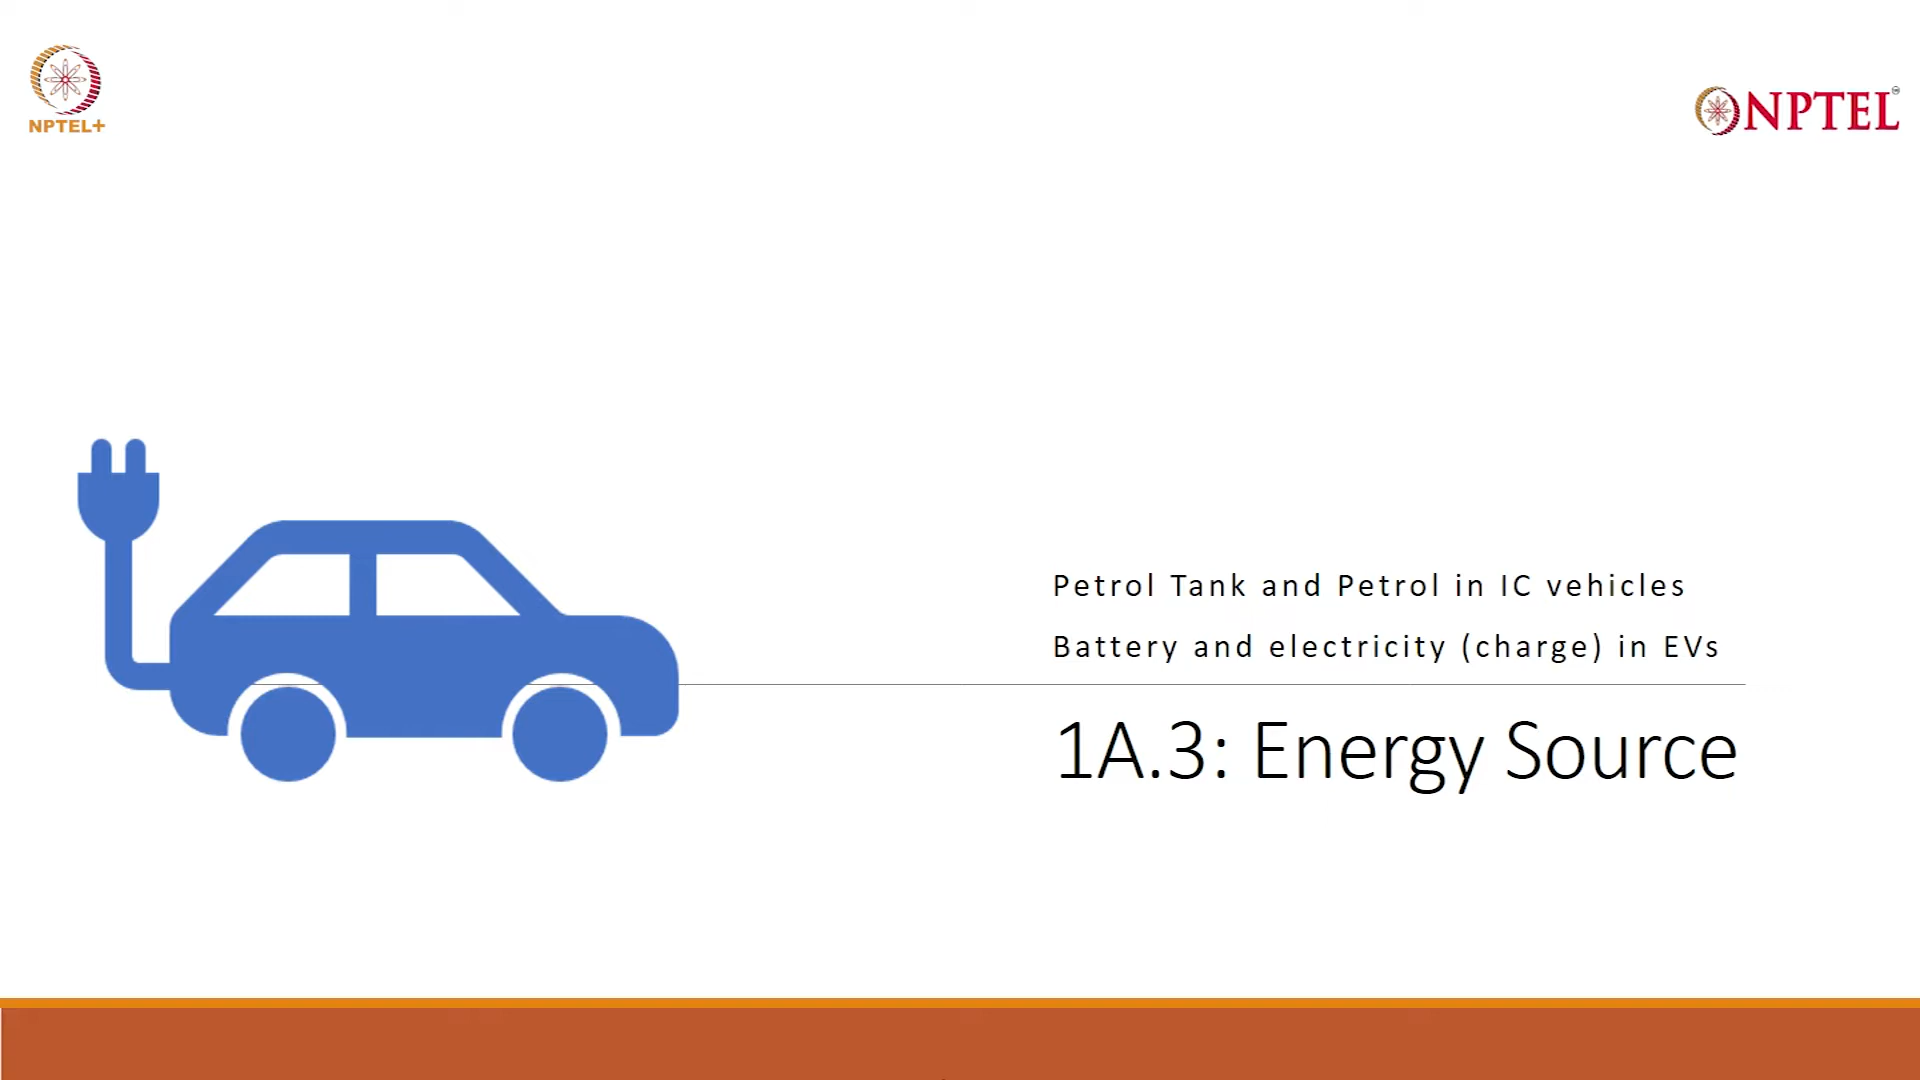 NPTEL+
NPTEL
Petrol Tank and Petrol in IC vehicles
Battery and electricity (charge) in EVs
1A.3: Energy Source